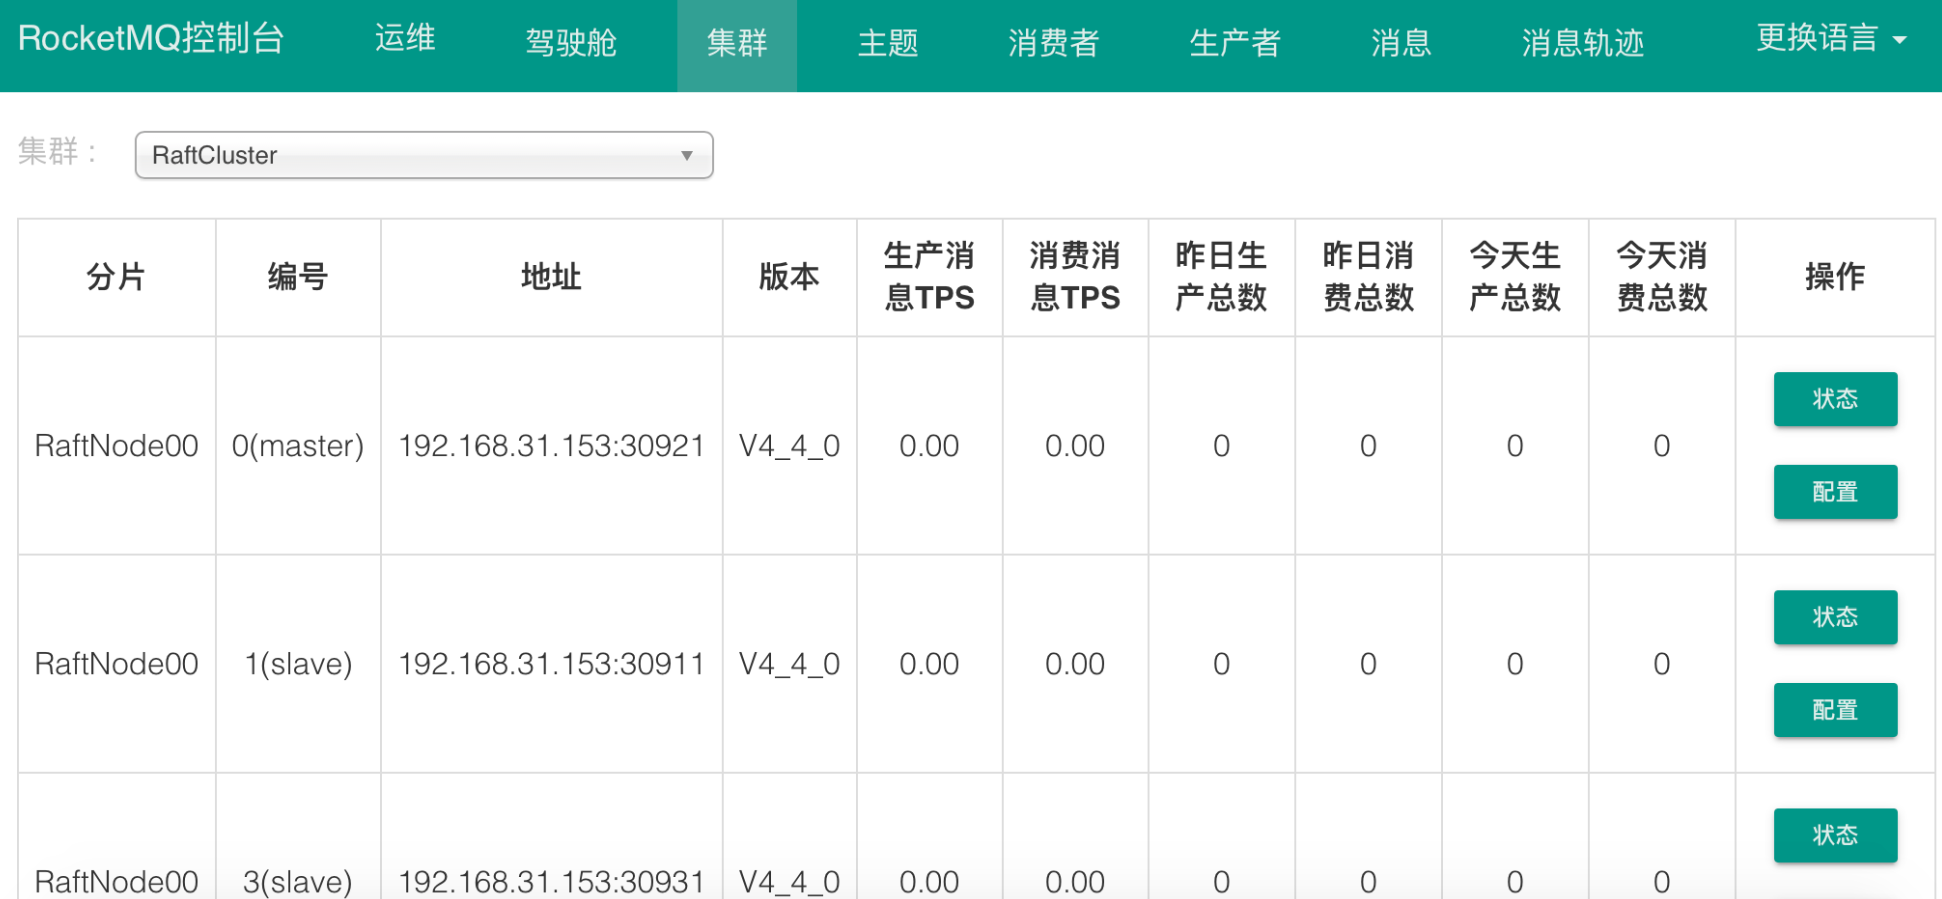 RocketMQ控制台 运维 驾驶舱 集群 主题 消费者 生产者 消息 消息轨迹 更换语言
集群： RaftCluster
分片 编号 地址 版本 生产消息TPS 消费消息TPS 昨日生产总数 昨日消费总数 今天生产总数 今天消费总数 操作
RaftNode00 0(master) 192.168.31.153:30921 V4_4_0 0.00 0.00 0 0 0 0 状态
配置
RaftNode00 1(slave) 192.168.31.153:30911 V4_4_0 0.00 0.00 0 0 0 0 状态
配置
RaftNode00 3(slave) 192.168.31.153:30931 V4_4_0 0.00 0.00 0 0 0 0 状态